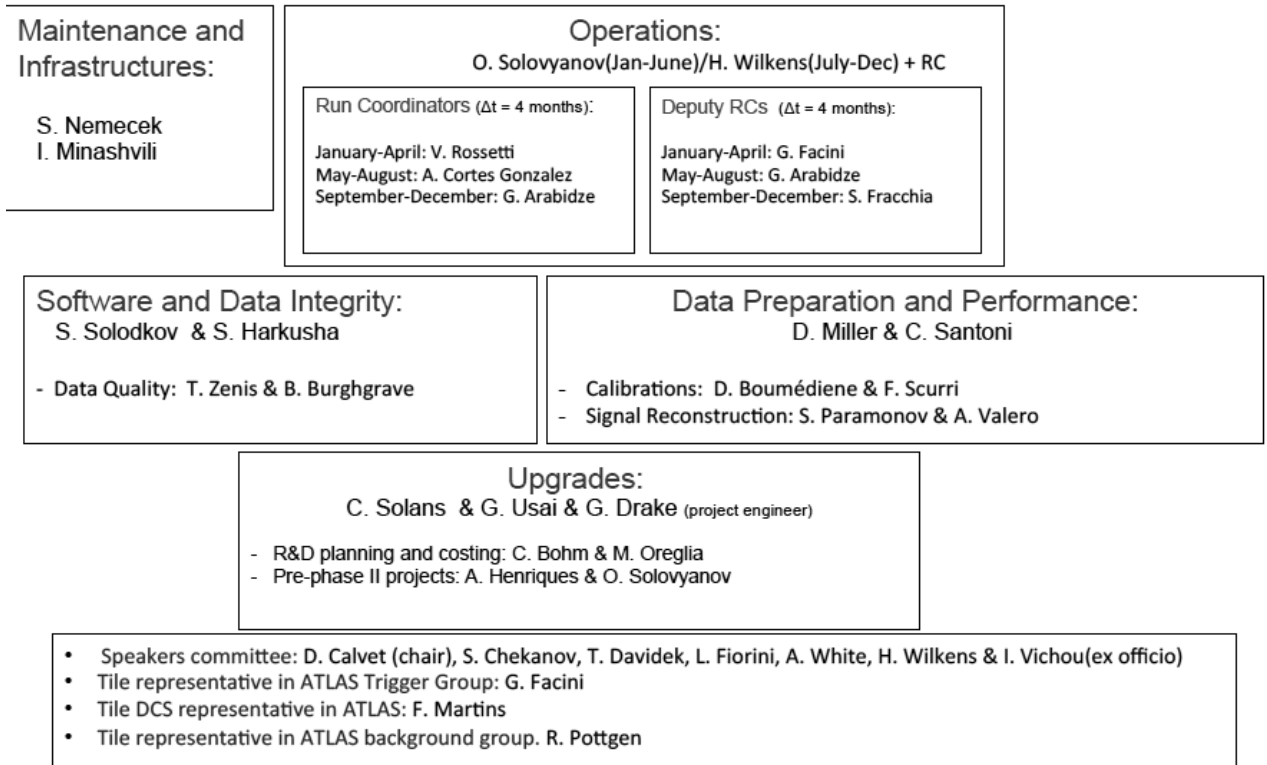 Maintenance and
Infrastructures:
S. Nemecek
I. Minashvili
Operations:
O. Solovyanov(Jan-June)/H. Wilkens(July-Dec) + RC
Run Coordinators (Δt = 4 months):
January-April: V. Rossetti
May-August: A. Cortes Gonzalez
September-December: G. Arabidze
Deputy RCs (Δt = 4 months):
January-April: G. Facini
May-August: G. Arabidze
September-December: S. Fracchia
Software and Data Integrity:
S. Solodkov & S. Harkusha
- Data Quality: T. Zenis & B. Burghgrave
Data Preparation and Performance:
D. Miller & C. Santoni
- Calibrations: D. Boumédiene & F. Scurri
- Signal Reconstruction: S. Paramonov & A. Valero
Upgrades:
C. Solans & G. Usai & G. Drake (project engineer)
- R&D planning and costing: C. Bohm & M. Oreglia
- Pre-phase II projects: A. Henriques & O. Solovyanov
• Speakers committee: D. Calvet (chair), S. Chekanov, T. Davidek, L. Fiorini, A. White, H. Wilkens & I. Vichou(ex officio)
• Tile representative in ATLAS Trigger Group: G. Facini
• Tile DCS representative in ATLAS: F. Martins
• Tile representative in ATLAS background group. R. Pottgen